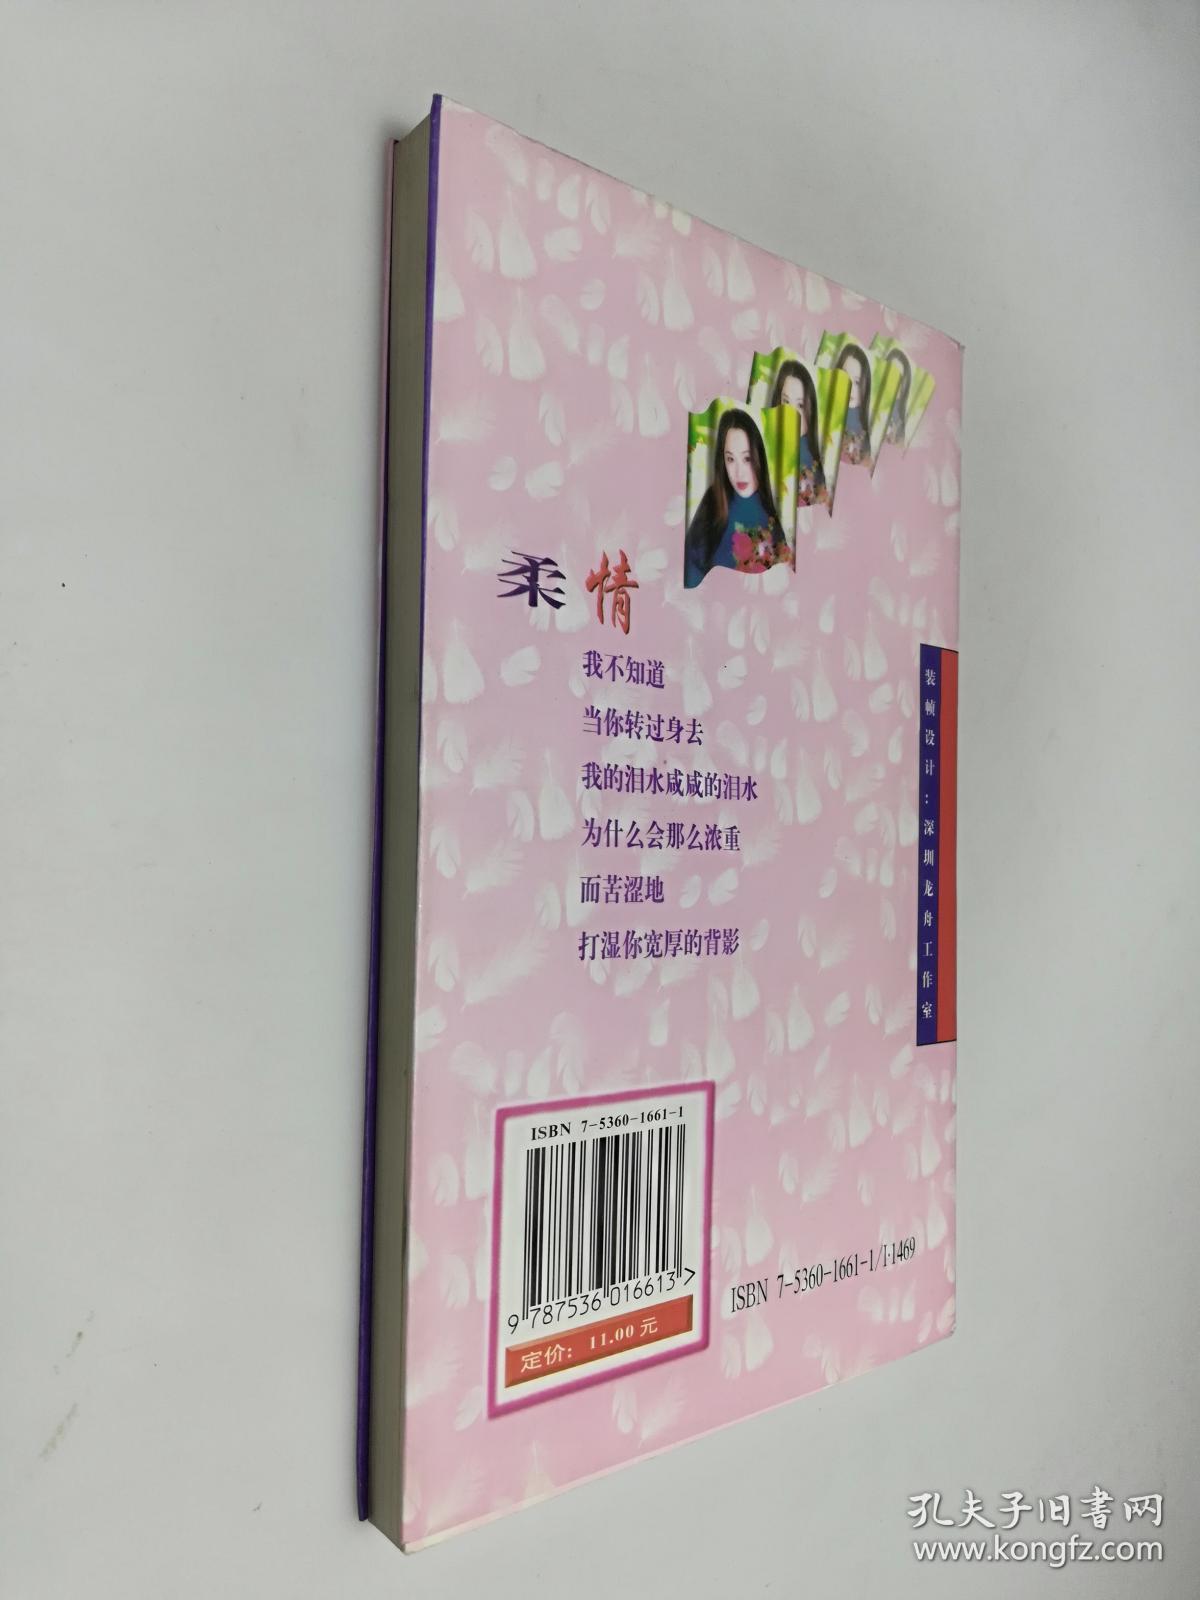 柔情
我不知道
当你转过身去
我的泪水咸咸的泪水
为什么会那么浓重
而苦涩地
打湿你宽厚的背影
装帧设计：深圳龙舟工作室
ISBN 7-5360-1661-1
9 787536 016613 >
定价：11.00元
ISBN 7-5360-1661-1/I·1469
孔夫子旧书网
www.kongfz.com